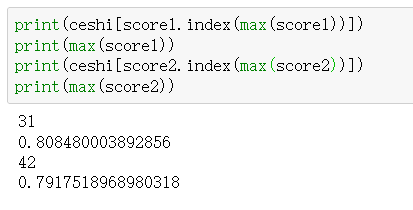 print(ceshi[score1.index(max(score1))])
print(max(score1))
print(ceshi[score2.index(max(score2))])
print(max(score2))
31
0.808480003892856
42
0.7917518968980318